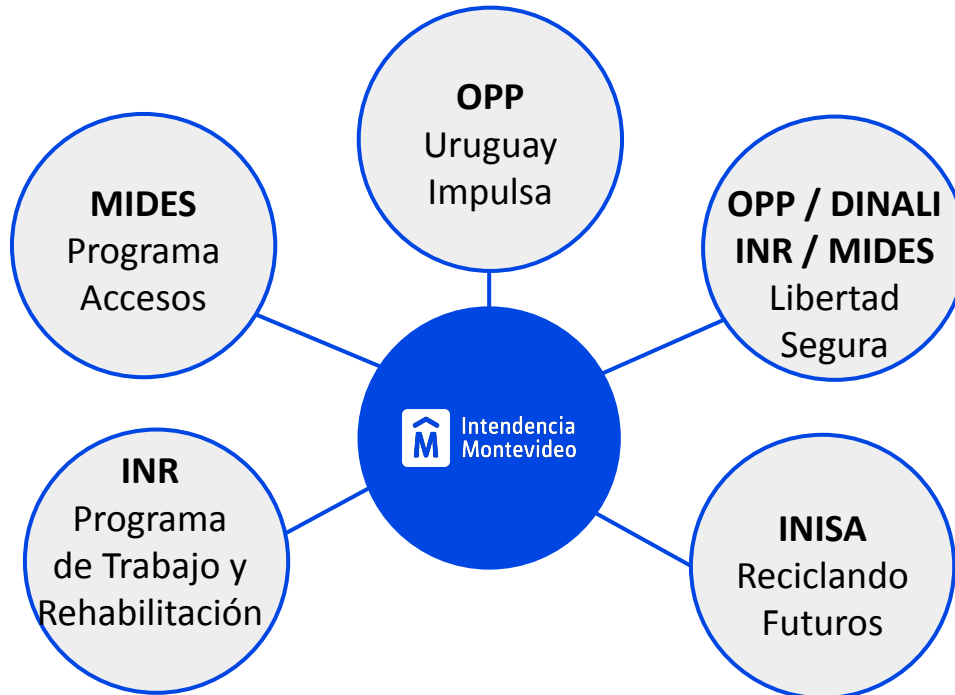 OPP
Uruguay
Impulsa
MIDES
Programa
Accesos
OPP / DINALI
INR / MIDES
Libertad
Segura
Intendencia
Montevideo
INR
Programa
de Trabajo y
Rehabilitación
INISA
Reciclando
Futuros